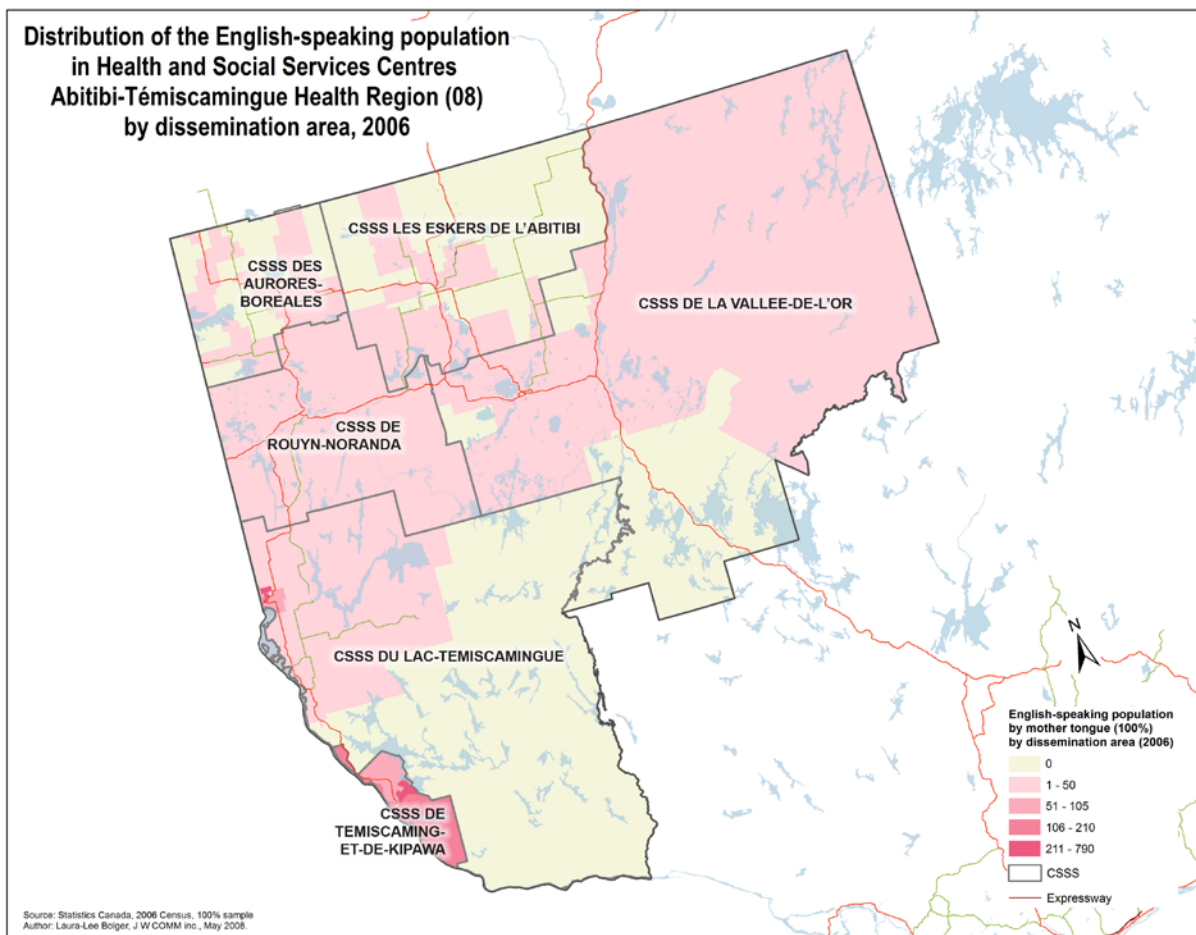 Distribution of the English-speaking population
in Health and Social Services Centres
Abitibi-Témiscamingue Health Region (08)
by dissemination area, 2006
CSSS LES ESKERS DE L'ABITIBI
CSSS DES
AURORES-
BOREALES
CSSS DE LA VALLEE-DE-L'OR
CSSS DE
ROUYN-NORANDA
CSSS DU LAC-TEMISCAMINGUE
CSSS DE
TEMISCAMING-
ET-DE-KIPAWA
N
English-speaking population
by mother tongue (100%)
by dissemination area (2006)
0
1 - 50
51 - 105
106 - 210
211 - 790
CSSS
Expressway
Source: Statistics Canada, 2006 Census, 100% sample
Author: Laura-Lee Bolger, J W COMM inc., May 2008.